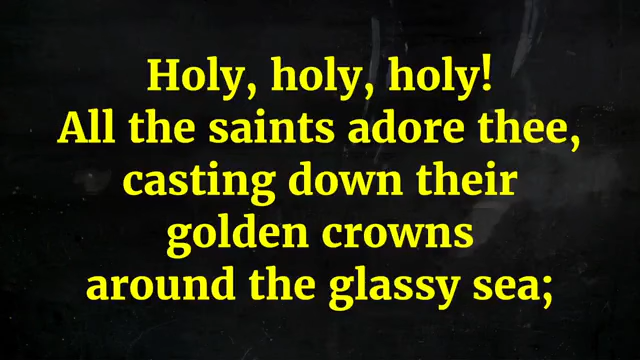 Holy, holy, holy!
All the saints adore thee,
casting down their
golden crowns
around the glassy sea;